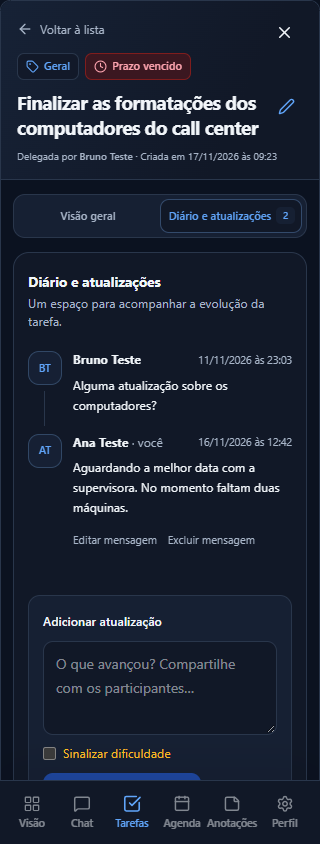 Voltar à lista
Geral
Prazo vencido
Finalizar as formatações dos
computadores do call center
Delegada por Bruno Teste · Criada em 17/11/2026 às 09:23
Visão geral
Diário e atualizações 2
Diário e atualizações
Um espaço para acompanhar a evolução da
tarefa.
BT
Bruno Teste 11/11/2026 às 23:03
Alguma atualização sobre os
computadores?
AT
Ana Teste · você 16/11/2026 às 12:42
Aguardando a melhor data com a
supervisora. No momento faltam duas
máquinas.
Editar mensagem Excluir mensagem
Adicionar atualização
O que avançou? Compartilhe
com os participantes...
Sinalizar dificuldade
Visão Chat Tarefas Agenda Anotações Perfil